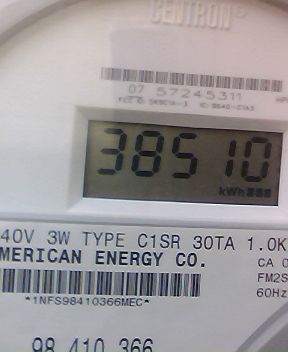 CENTRON®
07 57245311
38510
kWh
40V 3W TYPE C1SR 30TA 1.0K
MERICAN ENERGY CO.
CA 0
FM2S
*1NFS98410366MEC*
60Hz
98 410 366